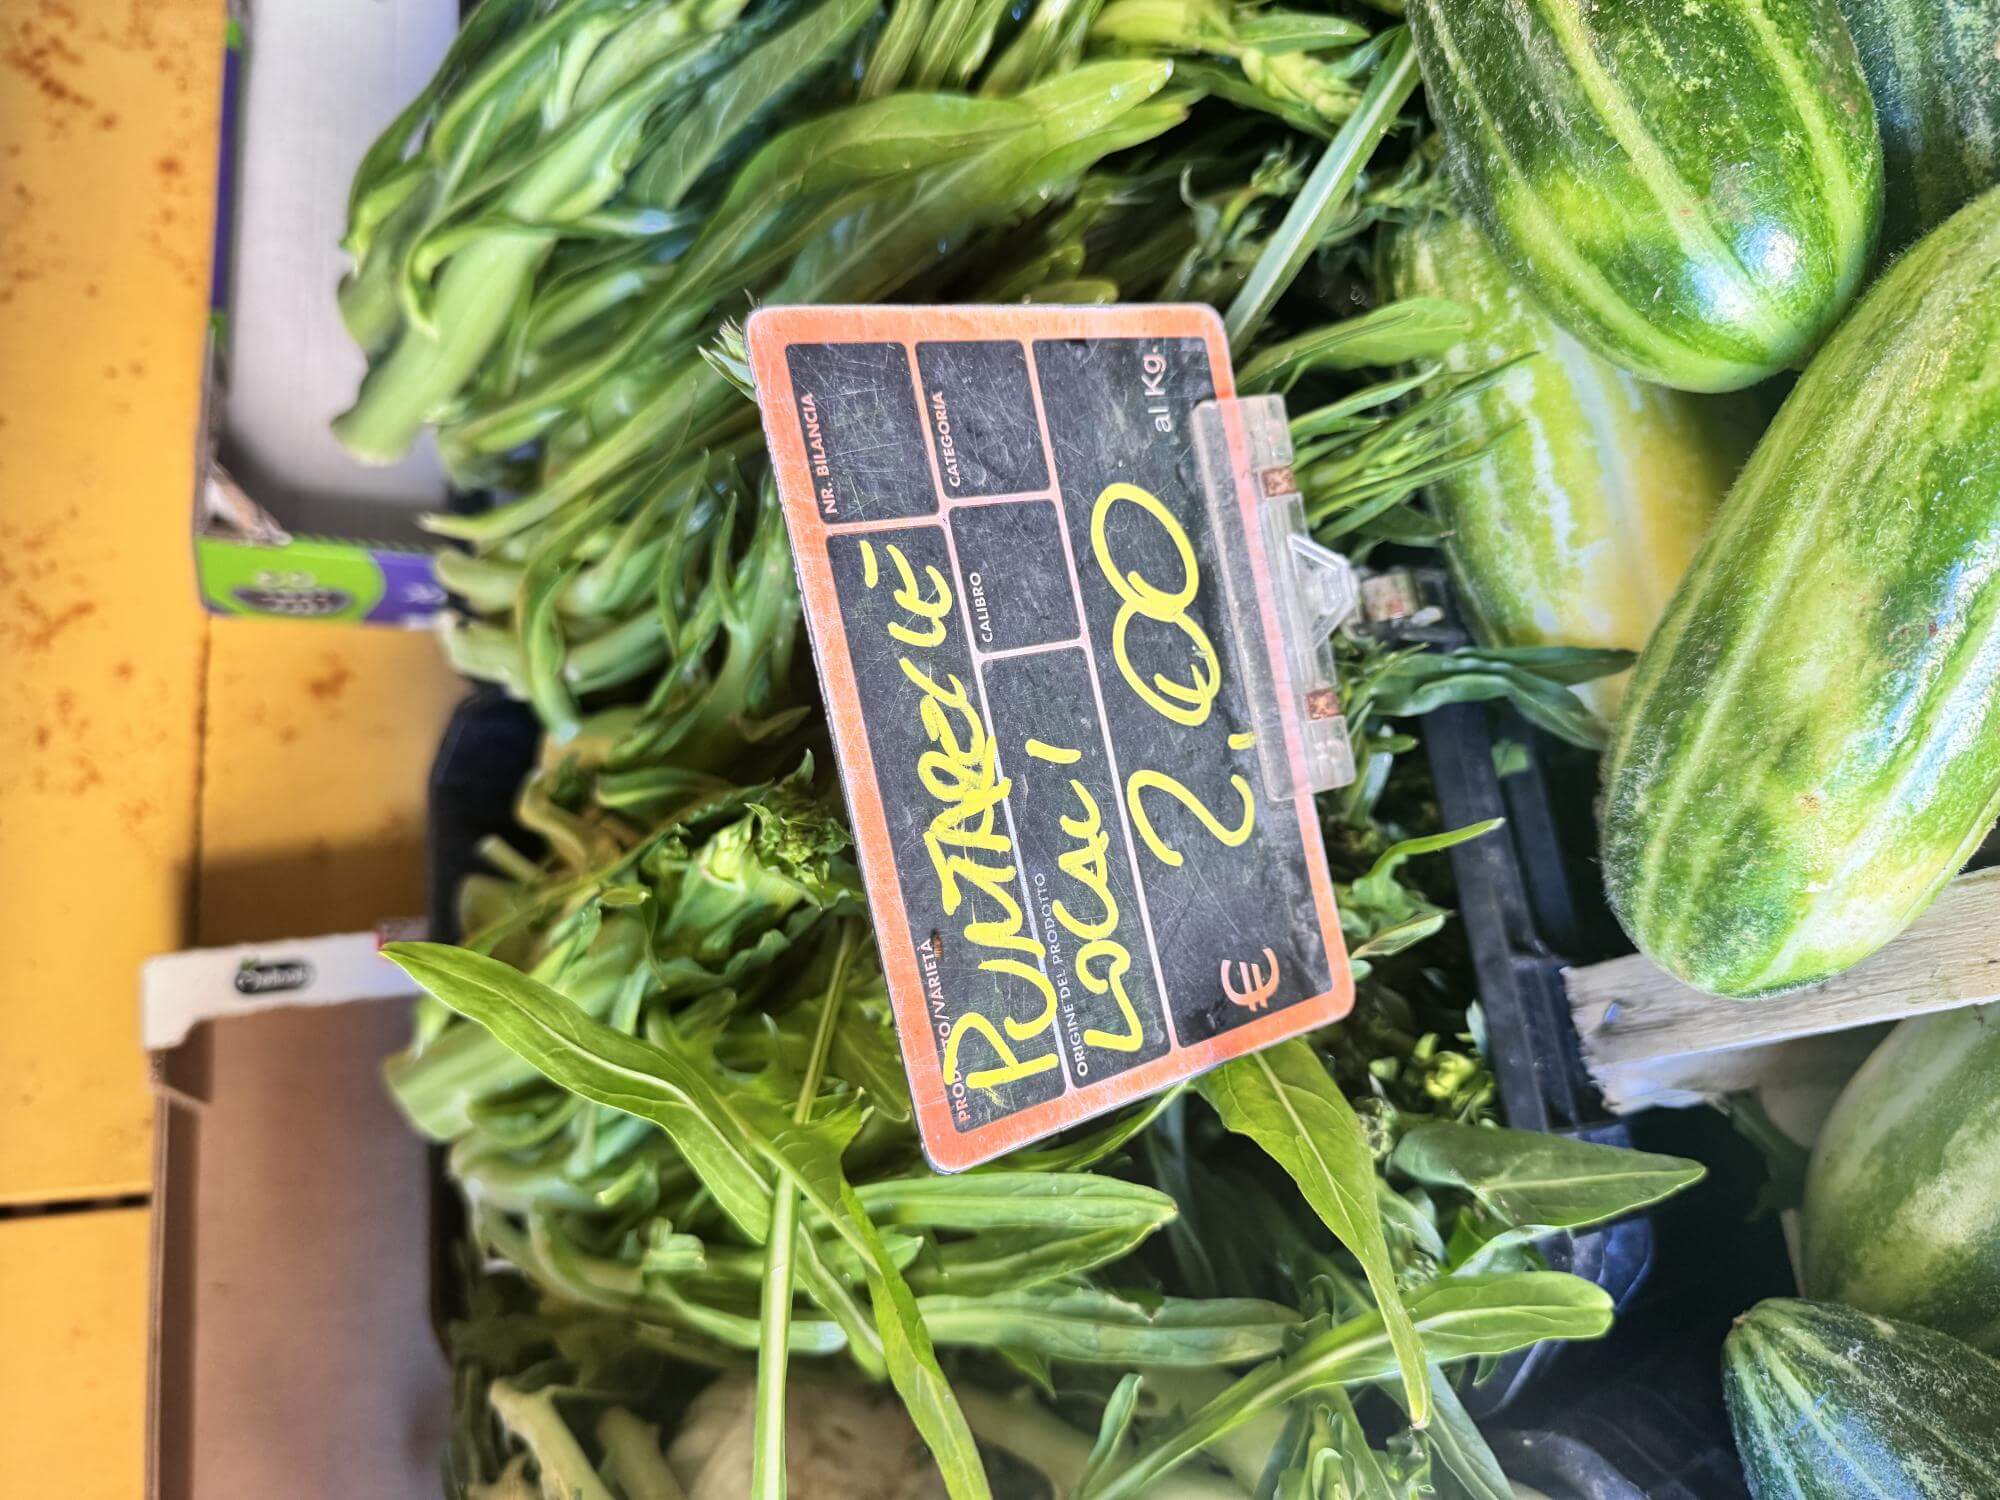 NR. BILANCIA
PRODOTTO/VARIETÀ
PUNTARELLE
CATEGORIA
CALIBRO
ORIGINE DEL PRODOTTO
LOCALI
€
2,00
al Kg.